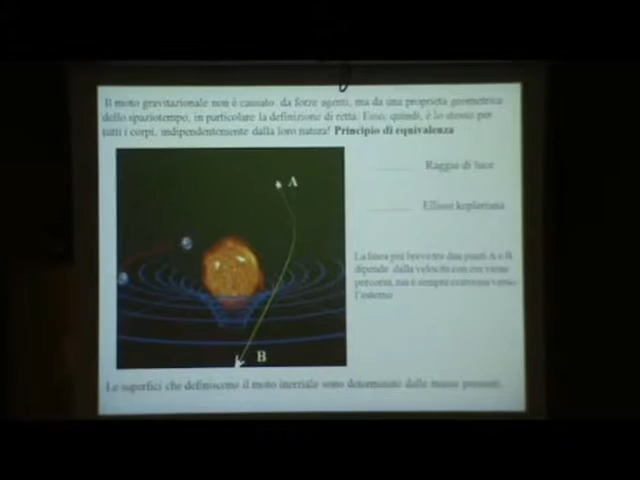 Il moto gravitazionale non è causato da forze agenti, ma da una proprietà geometrica
dello spaziotempo, in particolare la definizione di retta. Esso, quindi, è lo stesso per
tutti i corpi, indipendentemente dalla loro natura! Principio di equivalenza
A
Raggio di luce
Ellisse kepleriana
La linea più breve tra due punti A e B
dipende dalla velocità con cui viene
percorsa, ma è sempre convessa verso
l'esterno
B
Le superfici che definiscono il moto inerziale sono determinate dalle masse presenti.